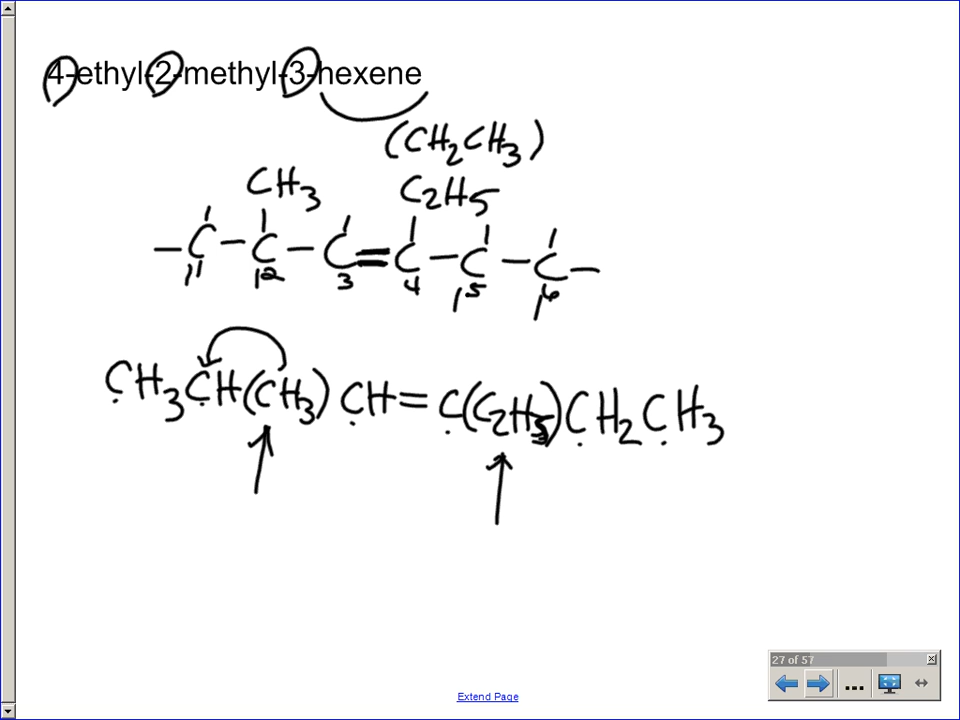 4-ethyl-2-methyl-3-hexene
(CH2CH3)
CH3 C2H5
- C - C - C = C - C - C -
1 2 3 4 5 6
CH3CH(CH3)CH=C(C2H5)CH2CH3
27 of 57
Extend Page